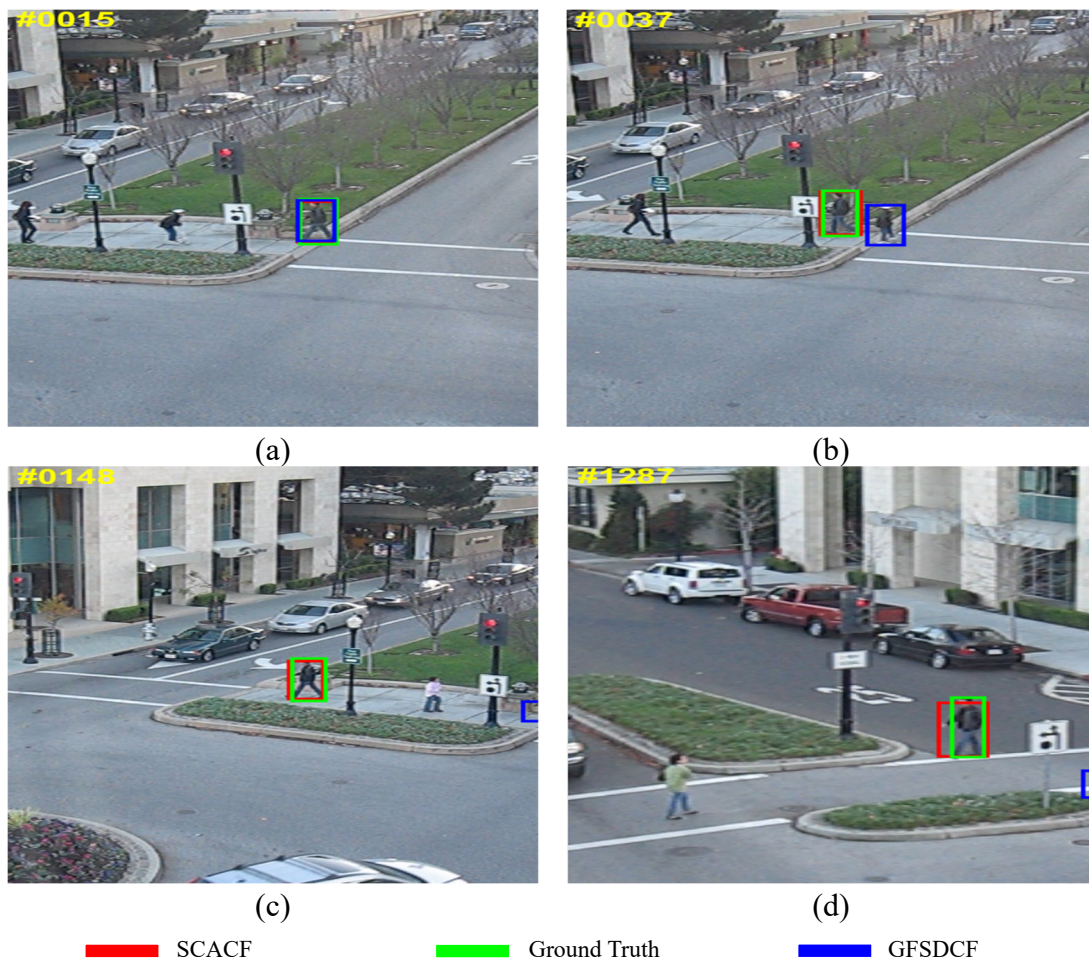 #0015
#0037
(a)
(b)
#0148
#1287
(c)
(d)
SCACF
Ground Truth
GFSDCF